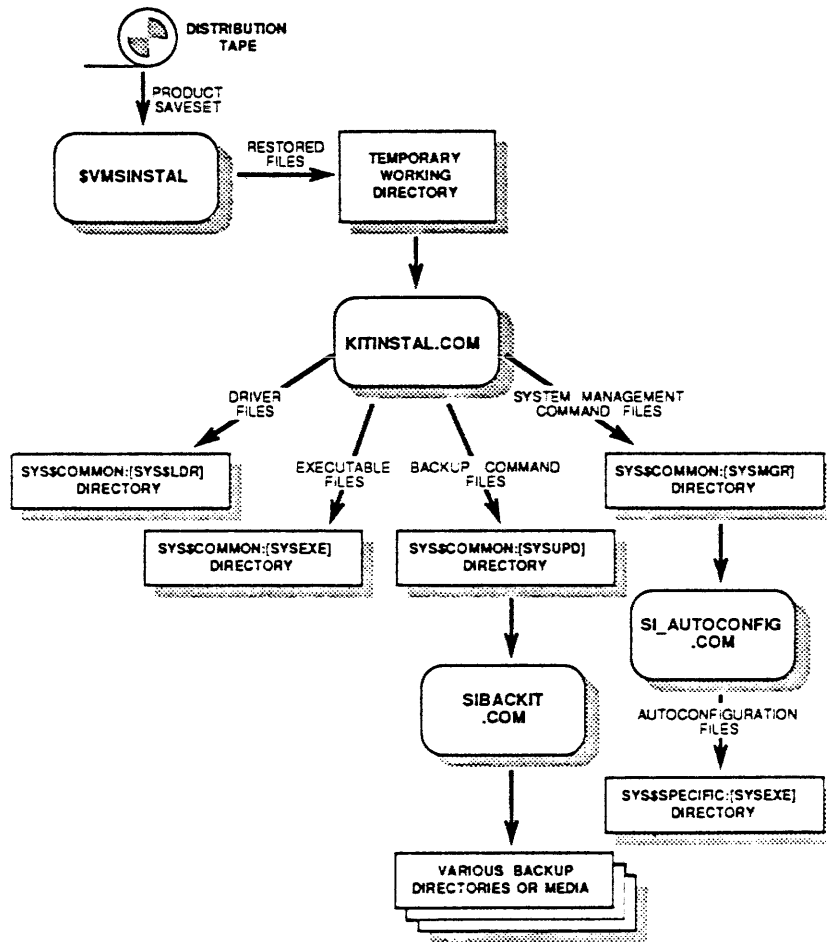 DISTRIBUTION
TAPE
PRODUCT
SAVESET
$VMSINSTAL
RESTORED
FILES
TEMPORARY
WORKING
DIRECTORY
KITINSTAL.COM
DRIVER
FILES
EXECUTABLE
FILES
BACKUP COMMAND
FILES
SYSTEM MANAGEMENT
COMMAND FILES
SYS$COMMON:[SYS$LDR]
DIRECTORY
SYS$COMMON:[SYSEXE]
DIRECTORY
SYS$COMMON:[SYSUPD]
DIRECTORY
SYS$COMMON:[SYSMGR]
DIRECTORY
SIBACKIT
.COM
SI_AUTOCONFIG
.COM
AUTOCONFIGURATION
FILES
SYS$SPECIFIC:[SYSEXE]
DIRECTORY
VARIOUS BACKUP
DIRECTORIES OR MEDIA